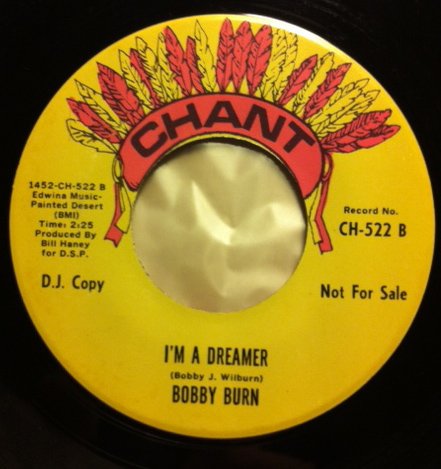 CHANT
1452-CH-522 B
Edwina Music-
Painted Desert
(BMI)
Time: 2:25
Produced By
Bill Haney
for D.S.P.
D.J. Copy
Record No.
CH-522 B
Not For Sale
I'M A DREAMER
(Bobby J. Wilburn)
BOBBY BURN